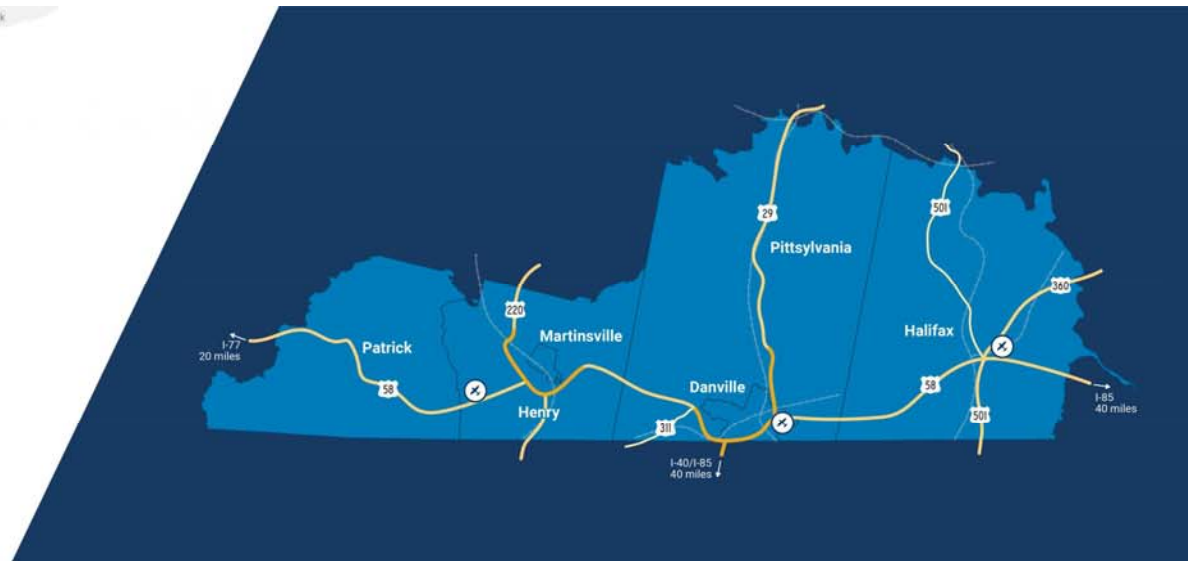 k
29
Pittsylvania
501
360
220
Martinsville
Halifax
I-77
20 miles
Patrick
58
Danville
58
I-85
40 miles
Henry
311
501
I-40/I-85
40 miles